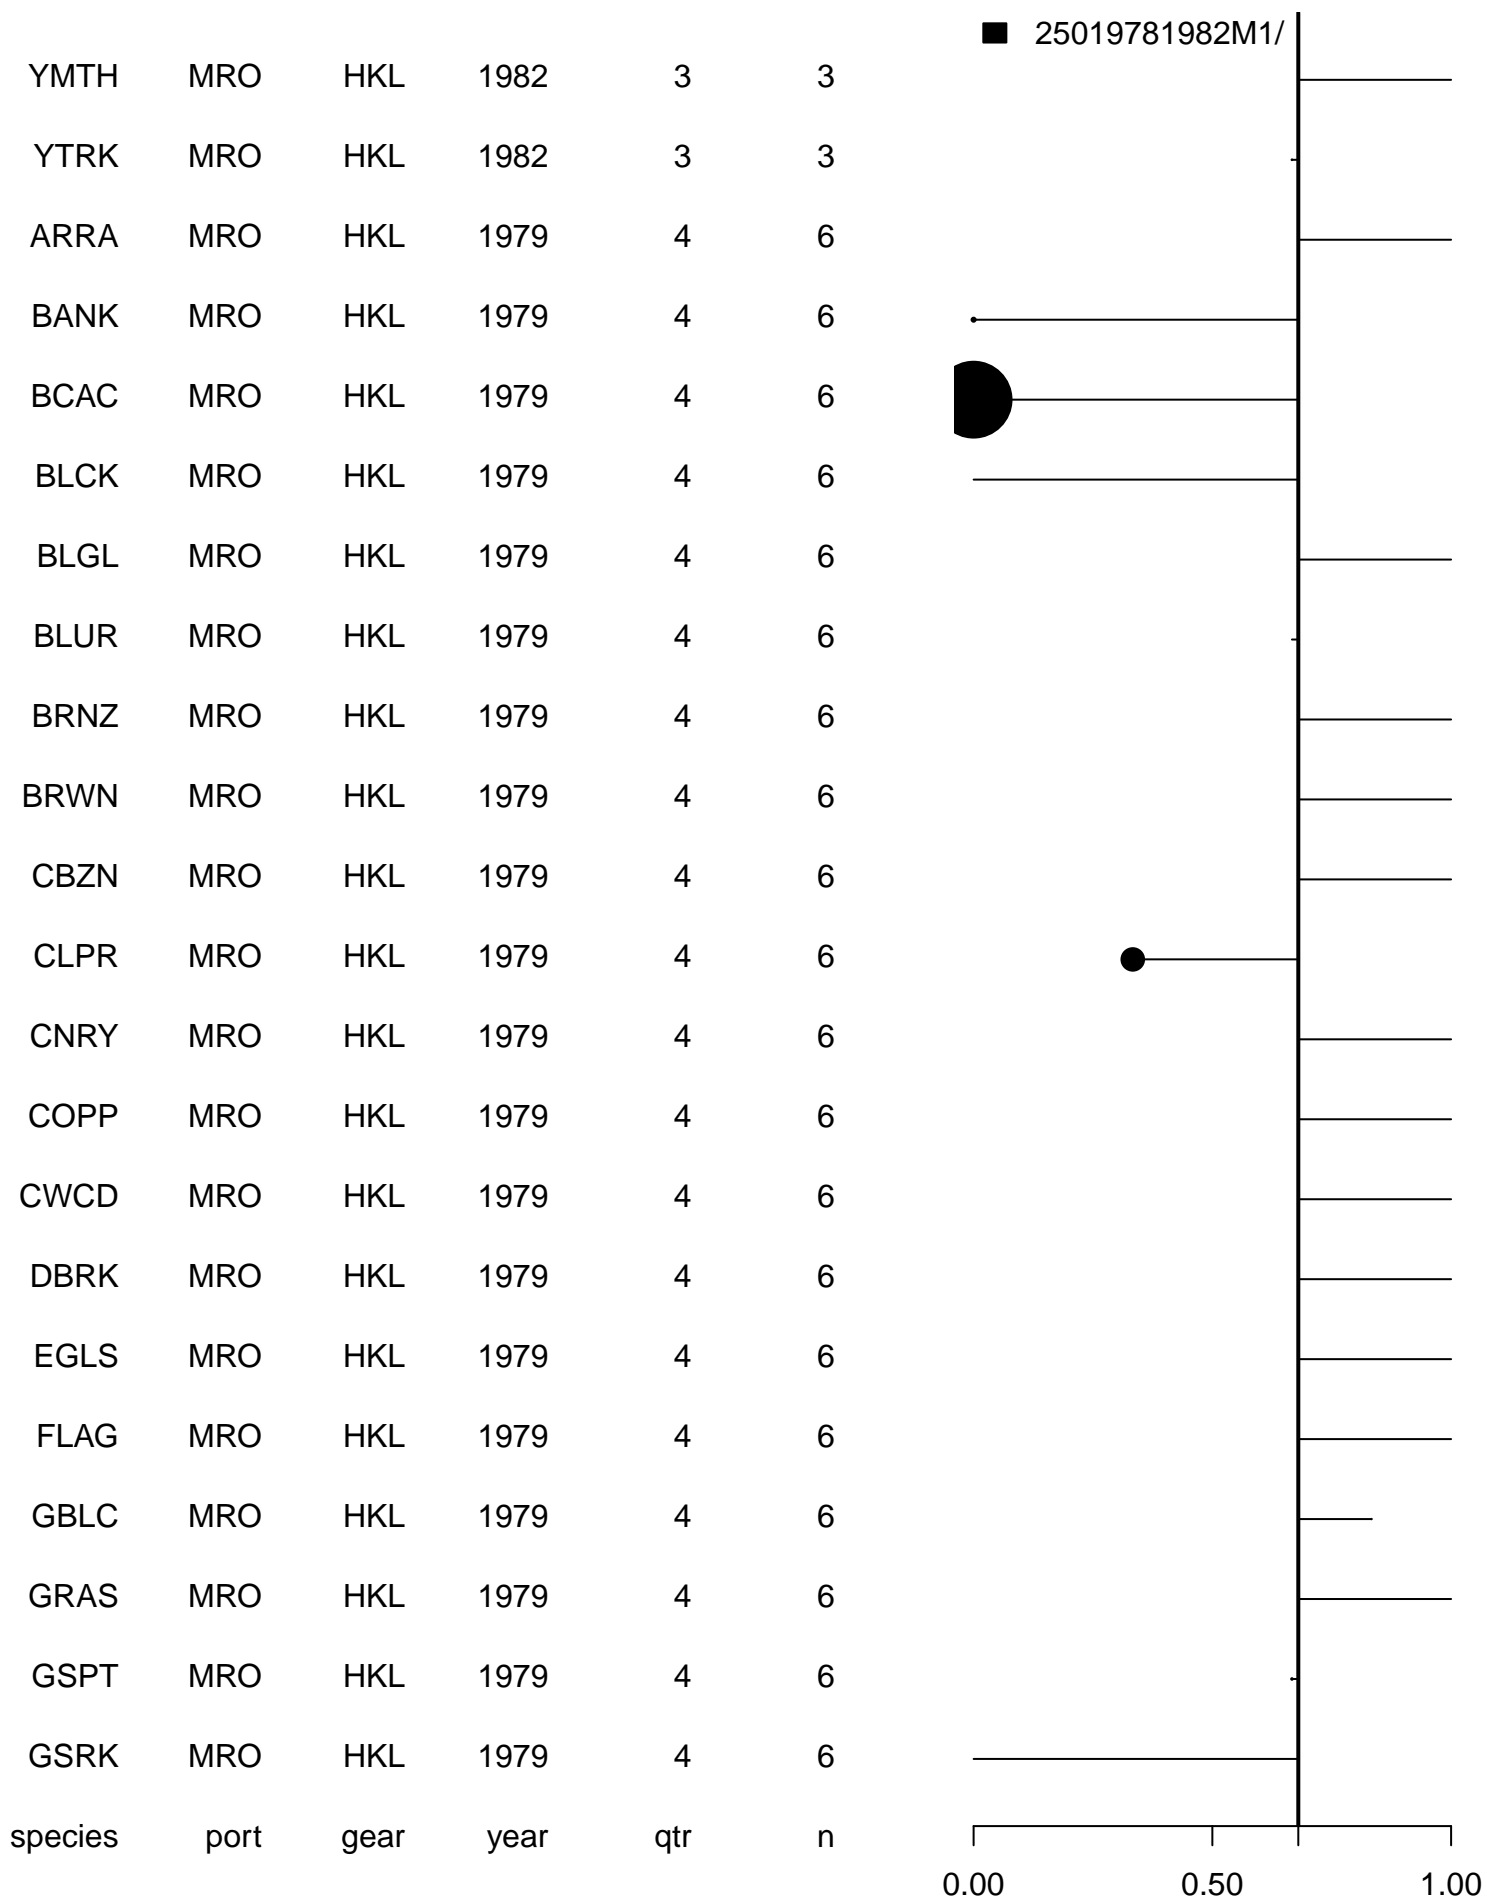 25019781982M1/
YMTH MRO HKL 1982 3 3
YTRK MRO HKL 1982 3 3
ARRA MRO HKL 1979 4 6
BANK MRO HKL 1979 4 6
BCAC MRO HKL 1979 4 6
BLCK MRO HKL 1979 4 6
BLGL MRO HKL 1979 4 6
BLUR MRO HKL 1979 4 6
BRNZ MRO HKL 1979 4 6
BRWN MRO HKL 1979 4 6
CBZN MRO HKL 1979 4 6
CLPR MRO HKL 1979 4 6
CNRY MRO HKL 1979 4 6
COPP MRO HKL 1979 4 6
CWCD MRO HKL 1979 4 6
DBRK MRO HKL 1979 4 6
EGLS MRO HKL 1979 4 6
FLAG MRO HKL 1979 4 6
GBLC MRO HKL 1979 4 6
GRAS MRO HKL 1979 4 6
GSPT MRO HKL 1979 4 6
GSRK MRO HKL 1979 4 6
species port gear year qtr n
0.00 0.50 1.00